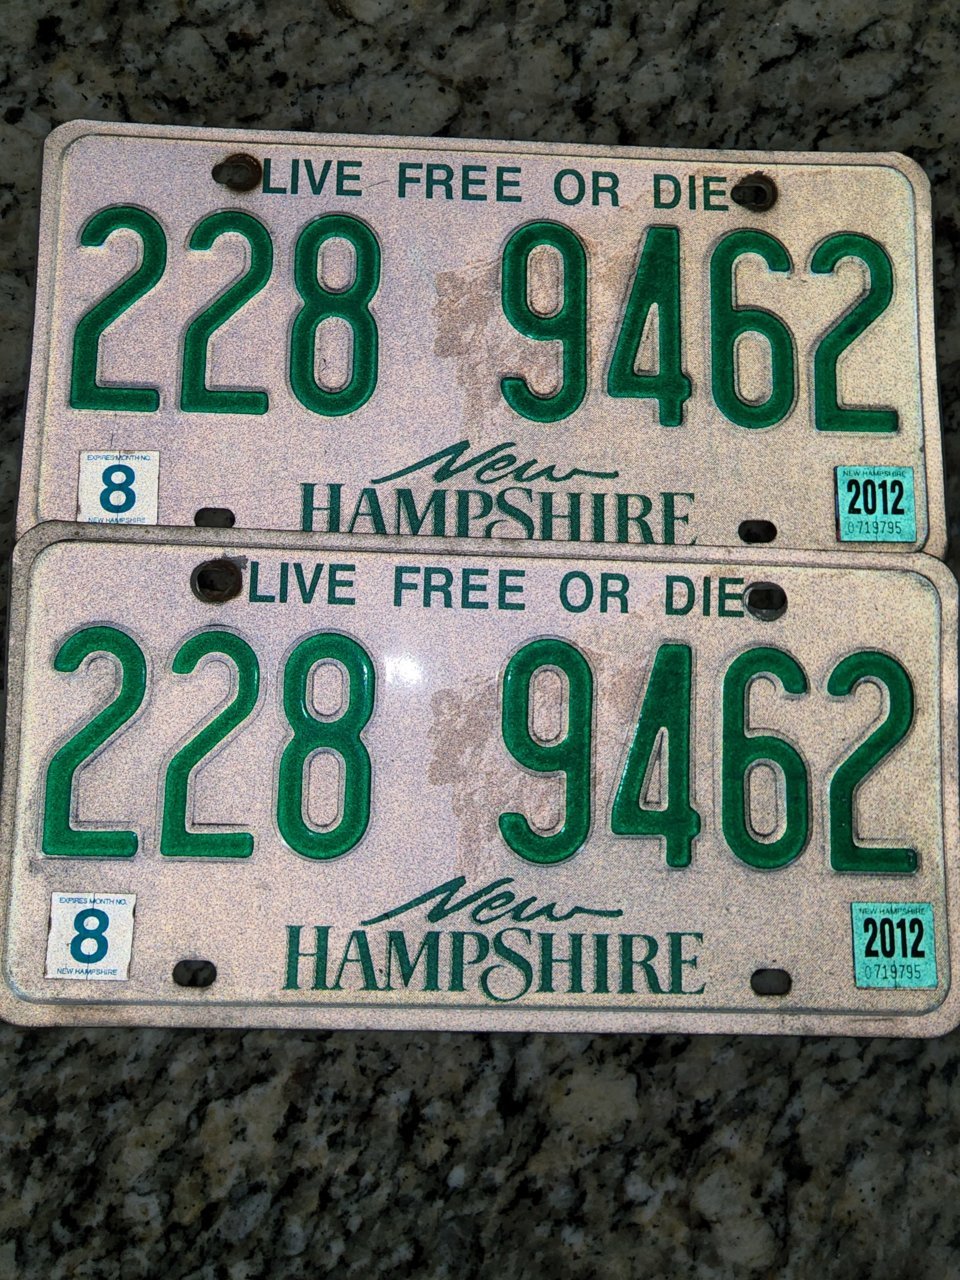 LIVE FREE OR DIE
228 9462
EXPIRES MONTH NO.
8
NEW HAMPSHIRE
New
HAMPSHIRE
NEW HAMPSHIRE
2012
0719795
LIVE FREE OR DIE
228 9462
EXPIRES MONTH NO.
8
NEW HAMPSHIRE
New
HAMPSHIRE
NEW HAMPSHIRE
2012
0719795